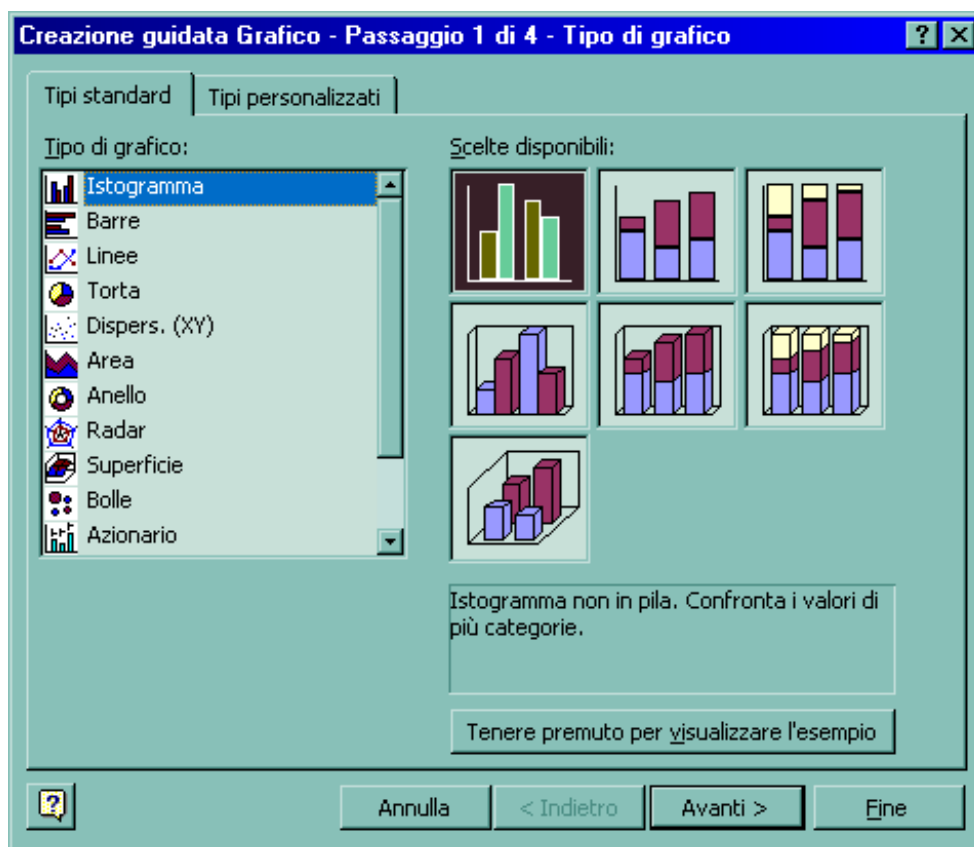 Creazione guidata Grafico - Passaggio 1 di 4 - Tipo di grafico
Tipi standard
Tipi personalizzati
Tipo di grafico:
Istogramma
Barre
Linee
Torta
Dispers. (XY)
Area
Anello
Radar
Superficie
Bolle
Azionario
Scelte disponibili:
Istogramma non in pila. Confronta i valori di
più categorie.
Tenere premuto per visualizzare l'esempio
Annulla
< Indietro
Avanti >
Fine